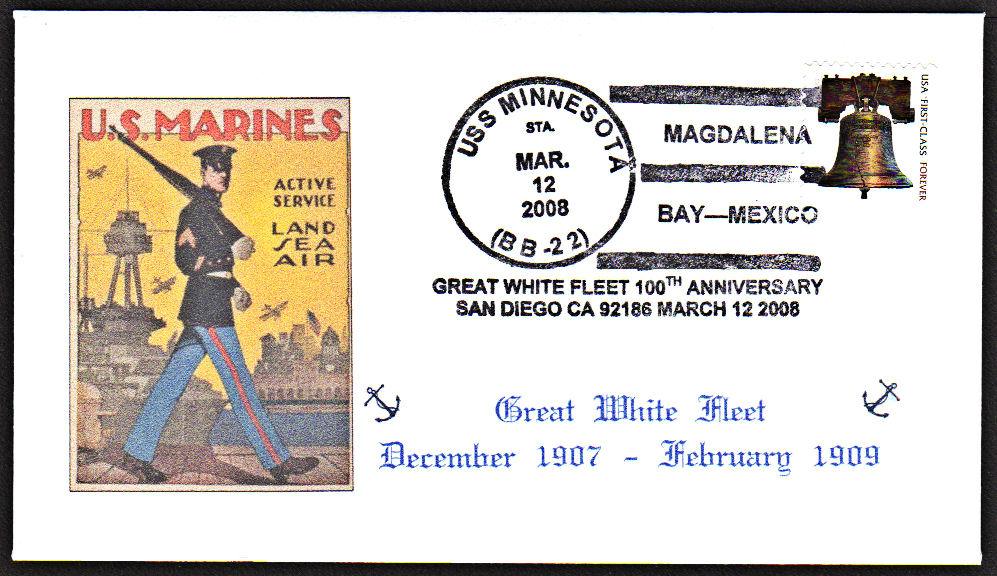 U.S. MARINES
ACTIVE
SERVICE
LAND
SEA
AIR
USS MINNESOTA
STA.
MAR.
12
2008
(BB-22)
MAGDALENA
BAY—MEXICO
USA FIRST-CLASS FOREVER
GREAT WHITE FLEET 100TH ANNIVERSARY
SAN DIEGO CA 92186 MARCH 12 2008
Great White Fleet
December 1907 - February 1909